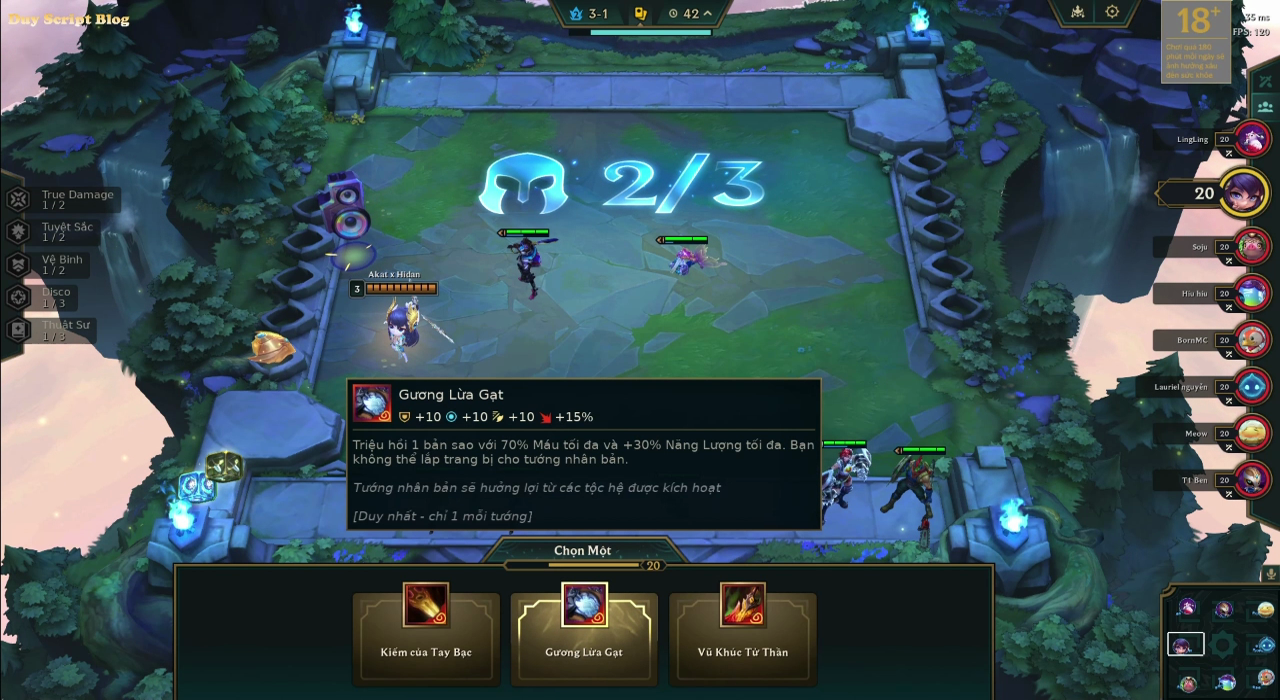 Duy Script Blog
3-1
42
18+
Chơi quá 180
phút mỗi ngày sẽ
ảnh hưởng xấu
đến sức khỏe
35 ms
FPS: 120
2/3
True Damage
1 / 2
Tuyệt Sắc
1 / 2
Vệ Binh
1 / 2
Disco
1 / 3
Thuật Sư
1 / 3
LingLing 20
20
Soju 20
Hiu hiu 20
BornMC 20
Lauriel nguyễn 20
Meow 20
T1 Ben 20
Akat x Hidan
3
Gương Lừa Gạt
+10 +10 +10 +15%
Triệu hồi 1 bản sao với 70% Máu tối đa và +30% Năng Lượng tối đa. Bạn
không thể lắp trang bị cho tướng nhân bản.
Tướng nhân bản sẽ hưởng lợi từ các tộc hệ được kích hoạt
[Duy nhất - chỉ 1 mỗi tướng]
Chọn Một
20
Kiếm của Tay Bạc
Gương Lừa Gạt
Vũ Khúc Tử Thần